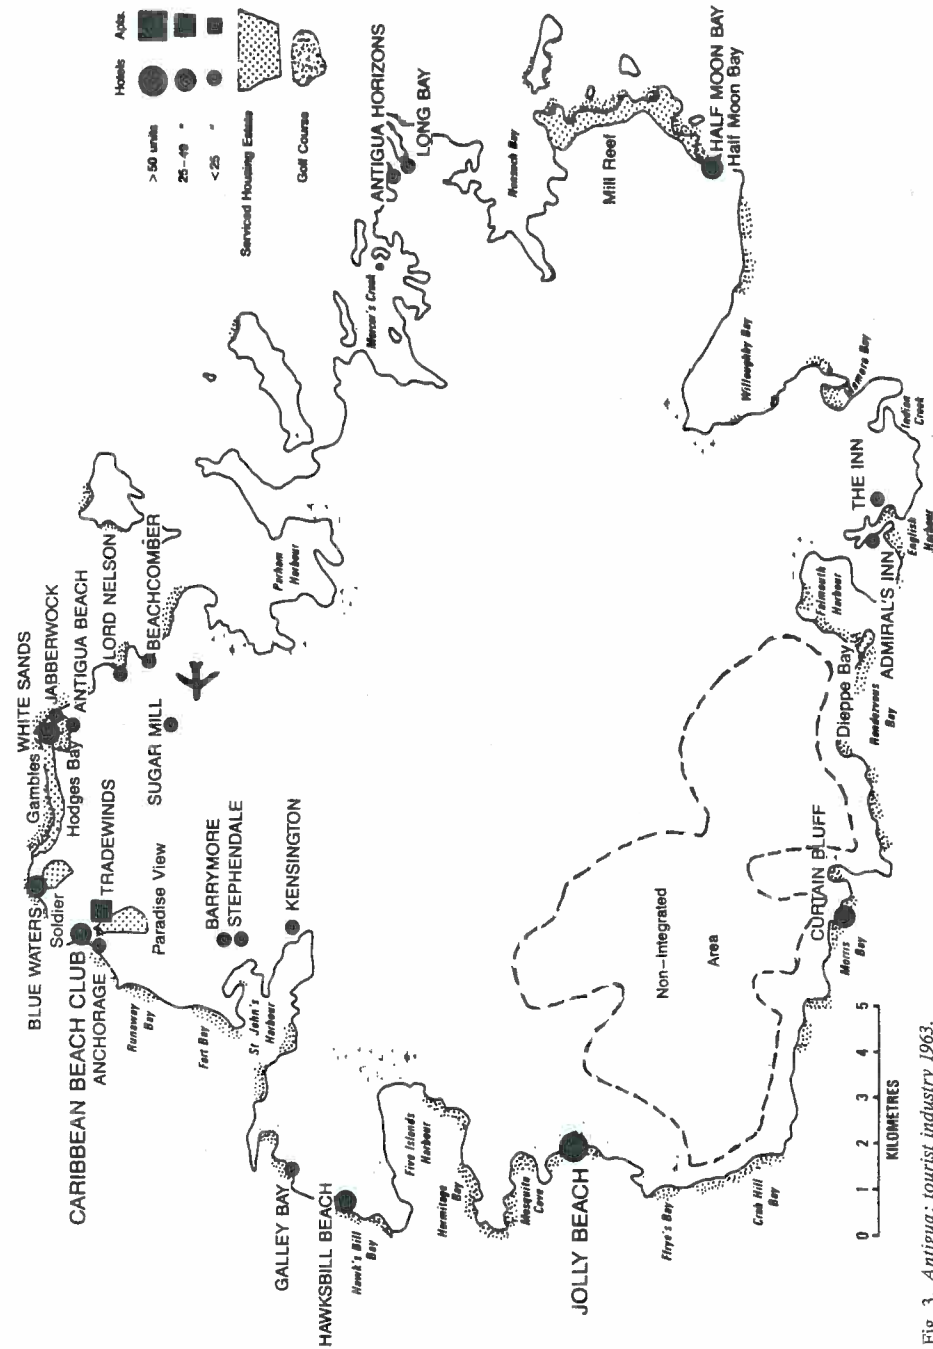 Hotels Apts.
> 50 units
25-49 "
<25 "
Serviced Housing Estate
Golf Course
WHITE SANDS
Gambles
JABBERWOCK
Hodges Bay
ANTIGUA BEACH
LORD NELSON
BEACHCOMBER
SUGAR MILL
BLUE WATERS
Soldier
TRADEWINDS
CARIBBEAN BEACH CLUB
ANCHORAGE
Paradise View
Runaway
Bay
Fort Bay
BARRYMORE
STEPHENDALE
KENSINGTON
St John's
Harbour
Parham
Harbour
Mercer's Creek
ANTIGUA HORIZONS
LONG BAY
Nonsuch Bay
Mill Reef
HALF MOON BAY
Half Moon Bay
Willoughby Bay
Mamora Bay
Indian
Creek
THE INN
English
Harbour
ADMIRAL'S INN
Falmouth
Harbour
Dieppe Bay
Rendezvous
Bay
CURTAIN BLUFF
Morris
Bay
Non-Integrated
Area
GALLEY BAY
HAWKSBILL BEACH
Hawk's Bill
Bay
Five Islands
Harbour
Hermitage
Bay
Mosquito
Cove
JOLLY BEACH
Ffrye's Bay
Crab Hill
Bay
0 1 2 3 4 5
KILOMETRES
Fig. 3 Antigua: tourist industry 1963.